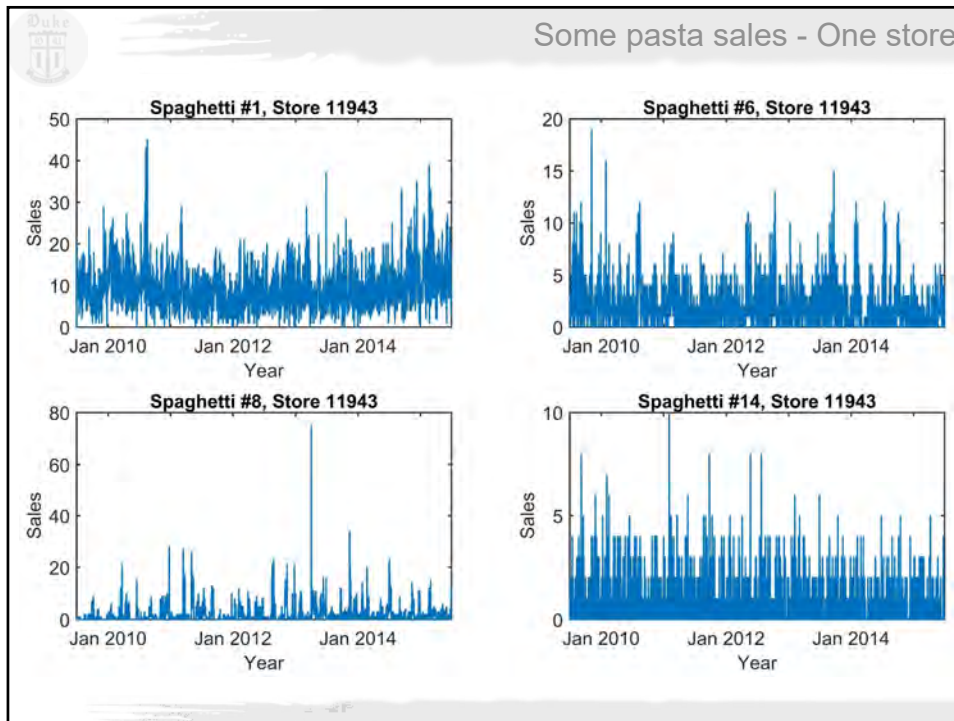 Duke
Some pasta sales - One store
Spaghetti #1, Store 11943
50
40
30
20
10
0
Sales
Jan 2010 Jan 2012 Jan 2014
Year
Spaghetti #6, Store 11943
20
15
10
5
0
Sales
Jan 2010 Jan 2012 Jan 2014
Year
Spaghetti #8, Store 11943
80
60
40
20
0
Sales
Jan 2010 Jan 2012 Jan 2014
Year
Spaghetti #14, Store 11943
10
5
0
Sales
Jan 2010 Jan 2012 Jan 2014
Year